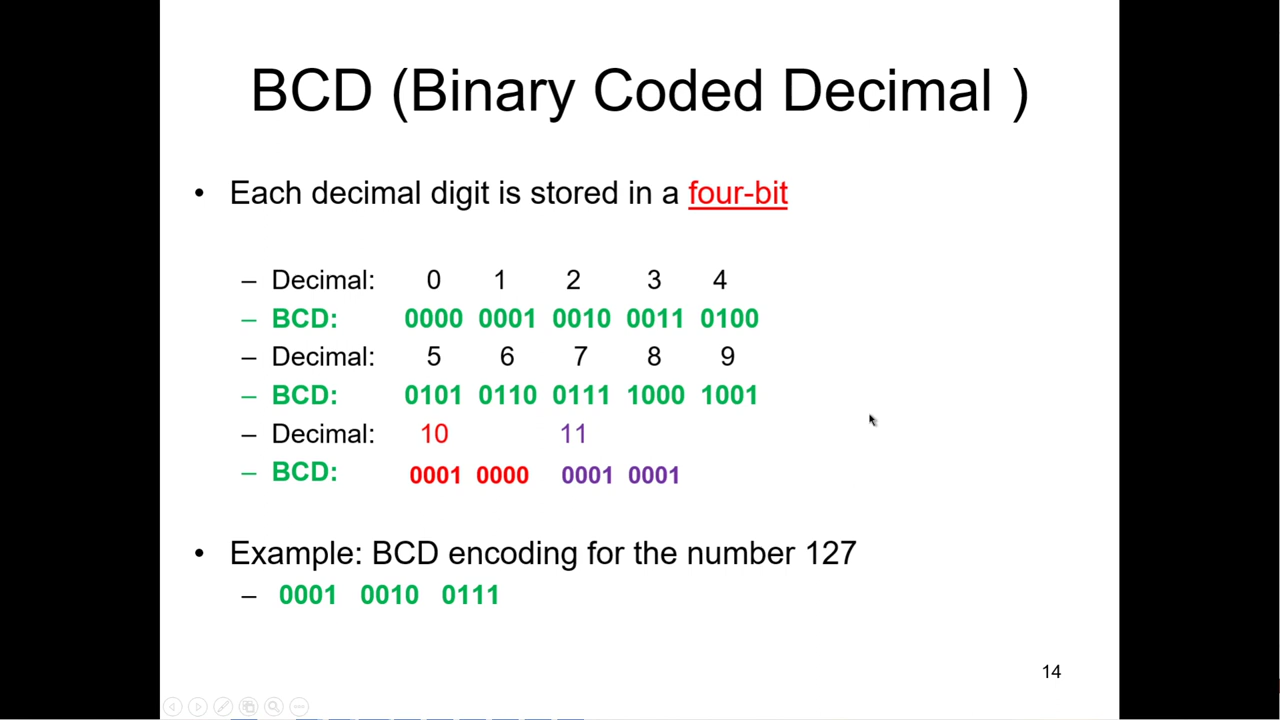 BCD (Binary Coded Decimal )
• Each decimal digit is stored in a four-bit
– Decimal: 0 1 2 3 4
– BCD: 0000 0001 0010 0011 0100
– Decimal: 5 6 7 8 9
– BCD: 0101 0110 0111 1000 1001
– Decimal: 10 11
– BCD: 0001 0000 0001 0001
• Example: BCD encoding for the number 127
– 0001 0010 0111
14